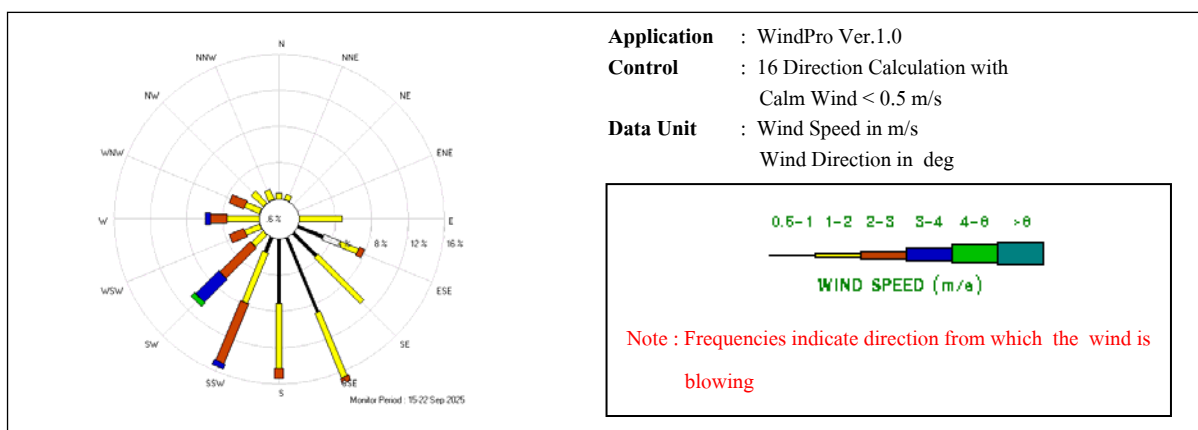 N
NNW
NNE
NW
NE
WNW
ENE
W
.6 %
E
8 %
12 %
16 %
WSW
ESE
SW
SE
SSW
SSE
S
Monitor Period : 15-22 Sep 2025
Application : WindPro Ver.1.0
Control : 16 Direction Calculation with
Calm Wind < 0.5 m/s
Data Unit : Wind Speed in m/s
Wind Direction in deg
0.5-1 1-2 2-3 3-4 4-6 >6
WIND SPEED (m/s)
Note : Frequencies indicate direction from which the wind is
blowing